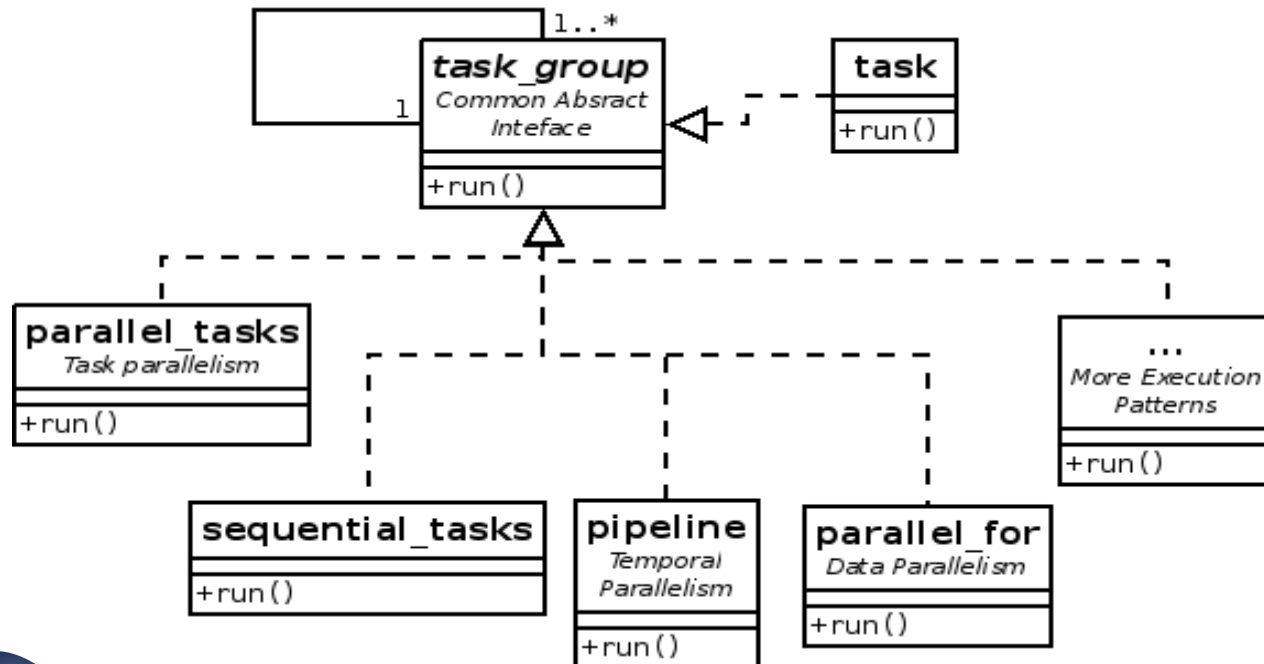 1..*
task_group
Common Absract
Inteface
1
+run()
task
+run()
parallel_tasks
Task parallelism
+run()
...
More Execution
Patterns
+run()
sequential_tasks
+run()
pipeline
Temporal
Parallelism
+run()
parallel_for
Data Parallelism
+run()